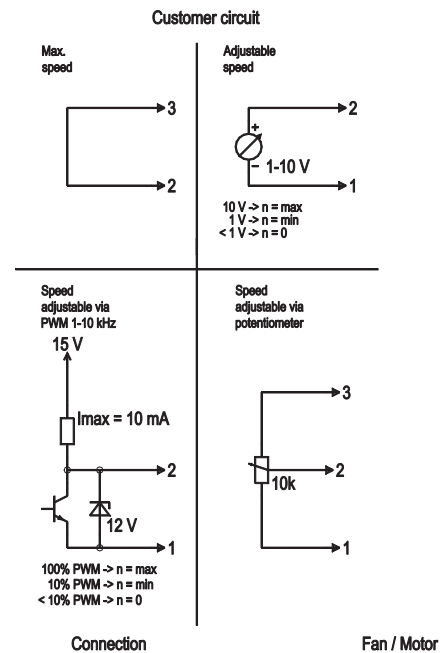 Customer circuit
Max.
speed
3
2
Adjustable
speed
2
+
− 1-10 V
1
10 V -> n = max
1 V -> n = min
< 1 V -> n = 0
Speed
adjustable via
PWM 1-10 kHz
15 V
Imax = 10 mA
2
12 V
1
100% PWM -> n = max
10% PWM -> n = min
< 10% PWM -> n = 0
Speed
adjustable via
potentiometer
3
2
10k
1
Connection
Fan / Motor